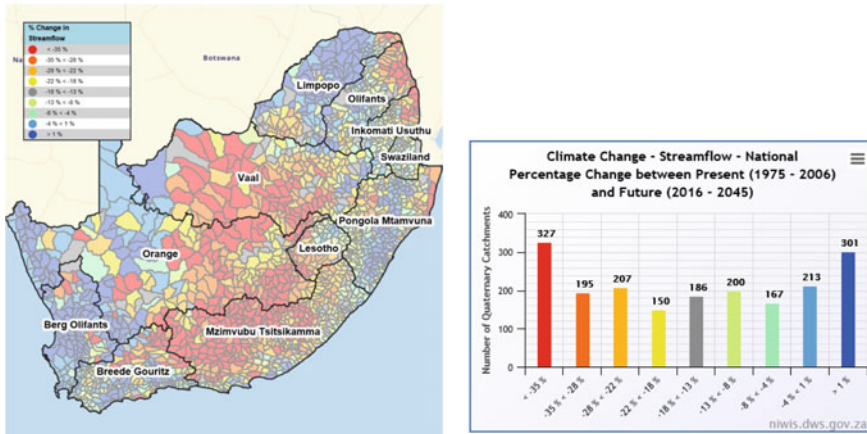 % Change in
Streamflow
< -35 %
-35 % < -28 %
-28 % < -22 %
-22 % < -18 %
-18 % < -13 %
-13 % < -8 %
-8 % < -4 %
-4 % < 1 %
> 1 %
Na
Botswana
Limpopo
Olifants
Inkomati Usuthu
Swaziland
Vaal
Pongola Mtamvuna
Orange
Lesotho
Berg Olifants
Mzimvubu Tsitsikamma
Breede Gouritz
Climate Change - Streamflow - National
Percentage Change between Present (1975 - 2006)
and Future (2016 - 2045)
Number of Quaternary Catchments
400
300
200
100
0
327
195
207
150
186
200
167
213
301
< -35 %
-35 % < -28 %
-28 % < -22 %
-22 % < -18 %
-18 % < -13 %
-13 % < -8 %
-8 % < -4 %
-4 % < 1 %
> 1 %
niwis.dws.gov.za